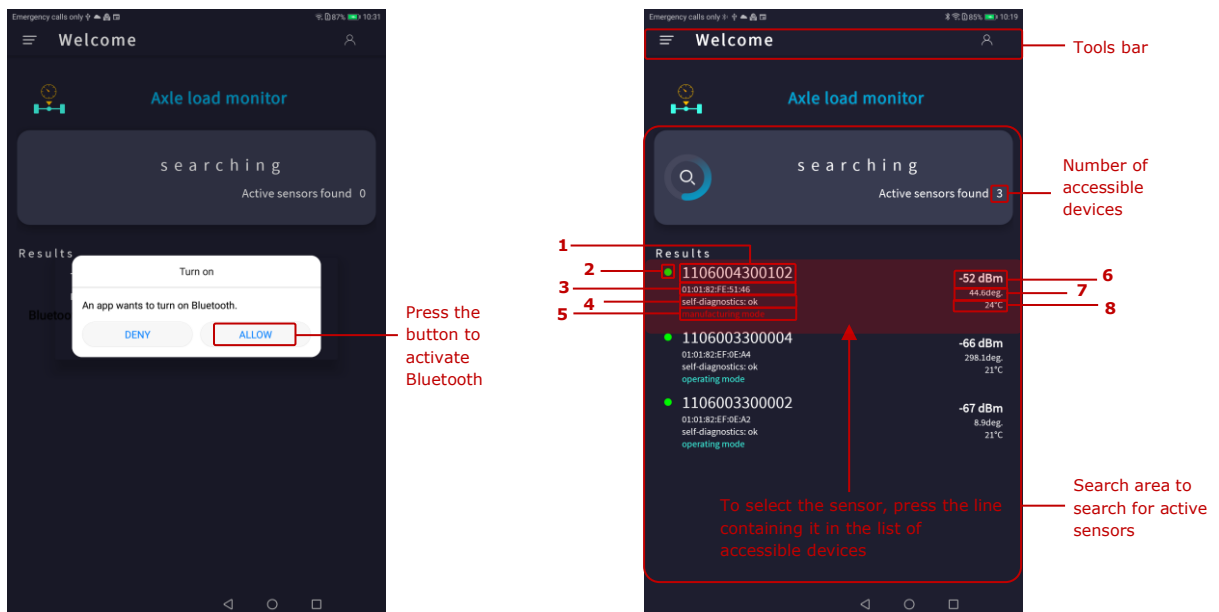 Emergency calls only
87% 10:31
Welcome
Axle load monitor
searching
Active sensors found 0
Results
Turn on
An app wants to turn on Bluetooth.
Bluetoo
DENY ALLOW
Press the
button to
activate
Bluetooth
Emergency calls only
85% 10:19
Welcome
Tools bar
Axle load monitor
searching
Active sensors found 3
Number of
accessible
devices
Results
1
2
3
4
5
1106004300102
01:01:82:FE:51:46
self-diagnostics: ok
manufacturing mode
-52 dBm
44.6deg.
24°C
6
7
8
1106003300004
01:01:82:EF:0E:A4
self-diagnostics: ok
operating mode
-66 dBm
298.1deg.
21°C
1106003300002
01:01:82:EF:0E:A2
self-diagnostics: ok
operating mode
-67 dBm
8.9deg.
21°C
To select the sensor, press the line
containing it in the list of
accessible devices
Search area to
search for active
sensors